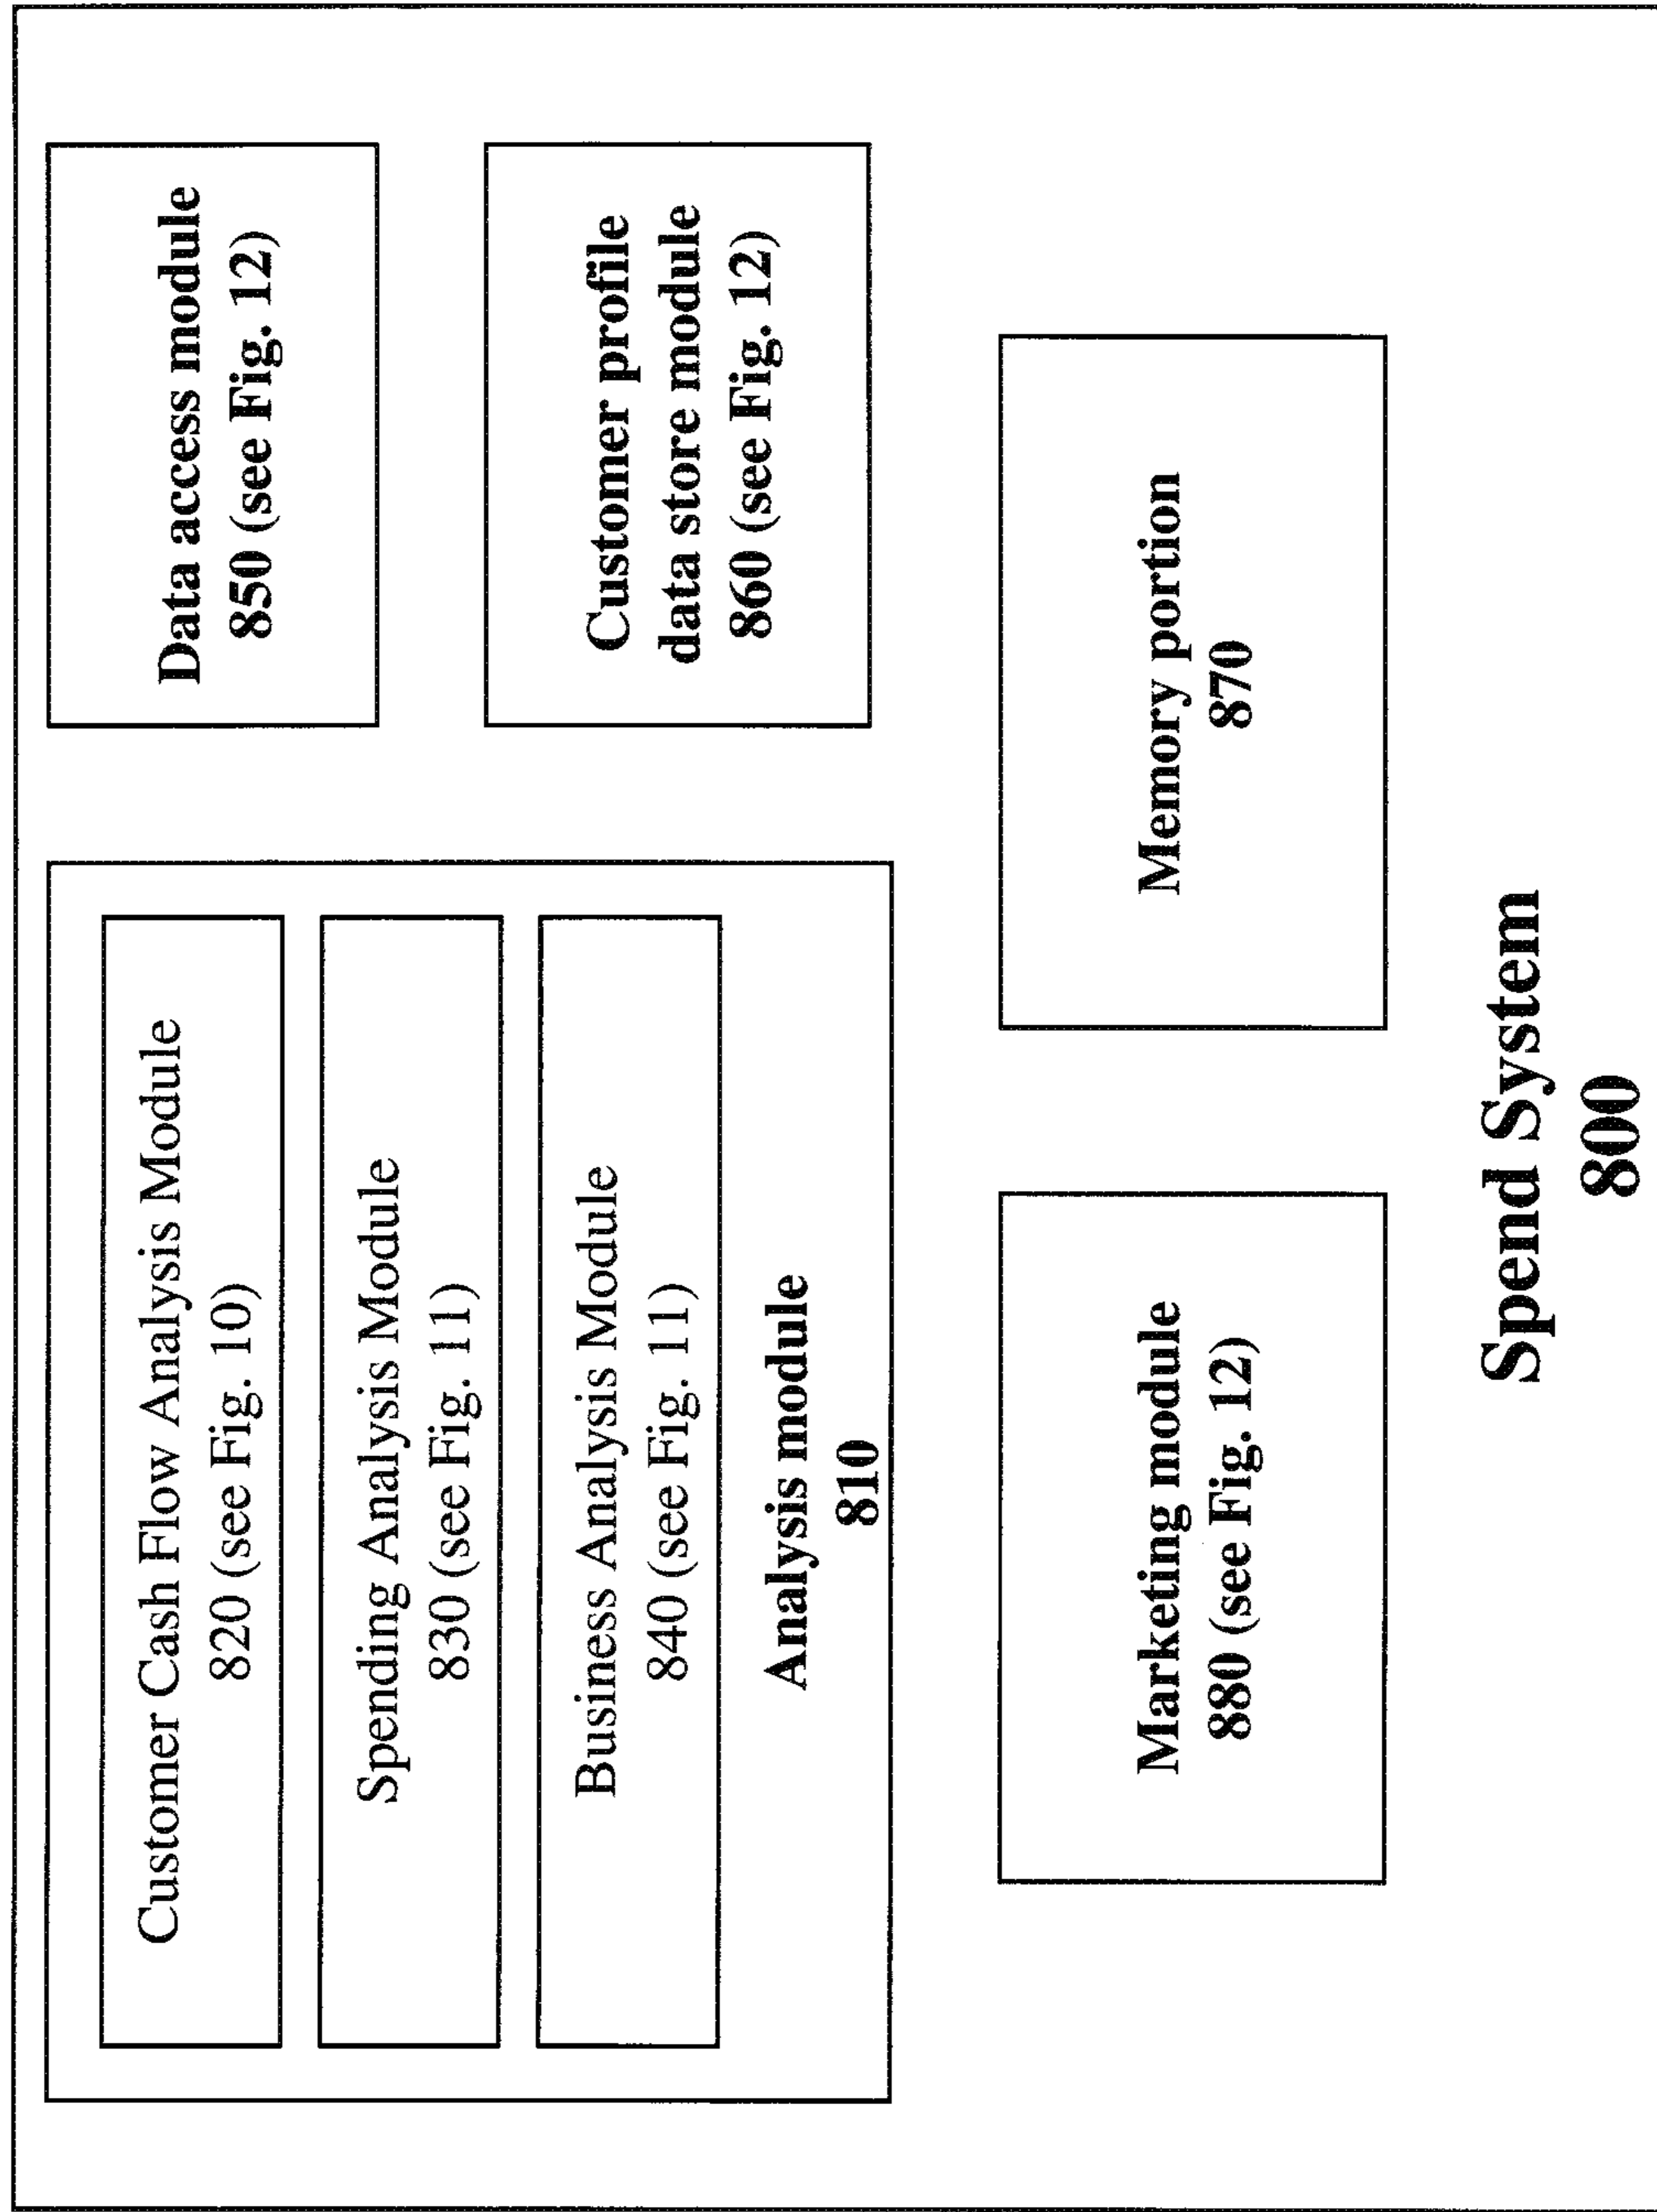 Customer Cash Flow Analysis Module
820 (see Fig. 10)
Spending Analysis Module
830 (see Fig. 11)
Business Analysis Module
840 (see Fig. 11)
Analysis module
810
Data access module
850 (see Fig. 12)
Customer profile
data store module
860 (see Fig. 12)
Marketing module
880 (see Fig. 12)
Memory portion
870
Spend System
800